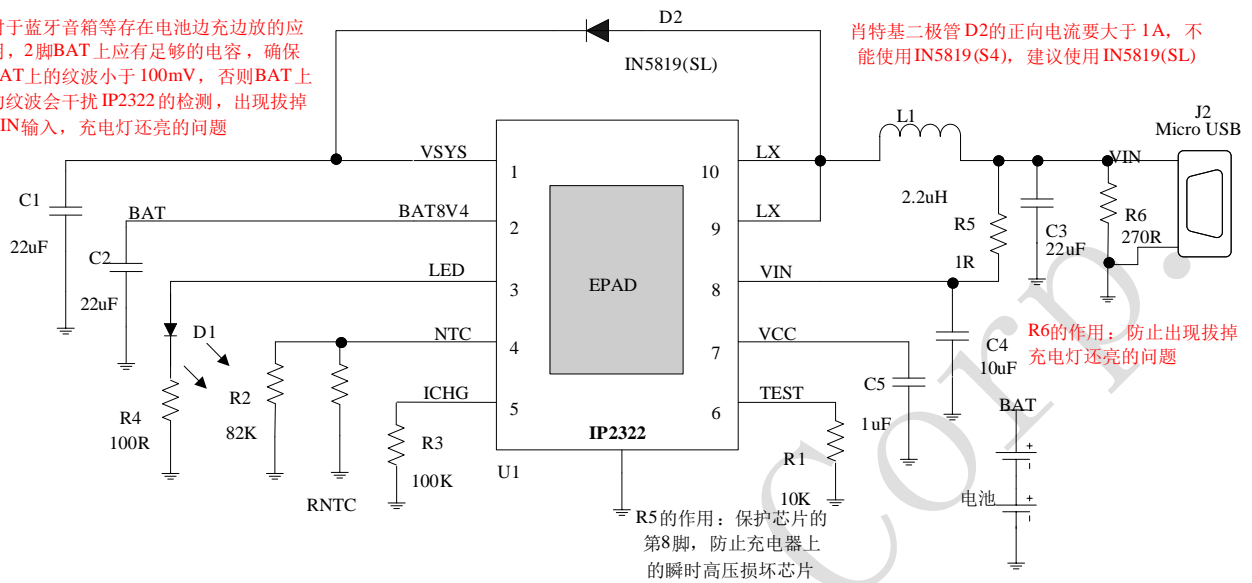 对于蓝牙音箱等存在电池边充边放的应
用，2脚BAT上应有足够的电容，确保
BAT上的纹波小于100mV，否则BAT上
的纹波会干扰IP2322的检测，出现拔掉
VIN输入，充电灯还亮的问题
D2
IN5819(SL)
肖特基二极管D2的正向电流要大于1A，不
能使用IN5819(S4)，建议使用IN5819(SL)
J2
Micro USB
L1
2.2uH
VSYS
1
10
LX
VIN
C1
22uF
BAT
BAT8V4
2
9
LX
R5
1R
C3
22uF
R6
270R
C2
22uF
LED
3
EPAD
8
VIN
D1
NTC
4
7
VCC
C4
10uF
R6的作用：防止出现拔掉
充电灯还亮的问题
R4
100R
R2
82K
RNTC
ICHG
5
R3
100K
6
TEST
C5
1uF
IP2322
U1
R1
10K
BAT
+
-
电池
+
-
R5的作用：保护芯片的
第8脚，防止充电器上
的瞬时高压损坏芯片
Corp.